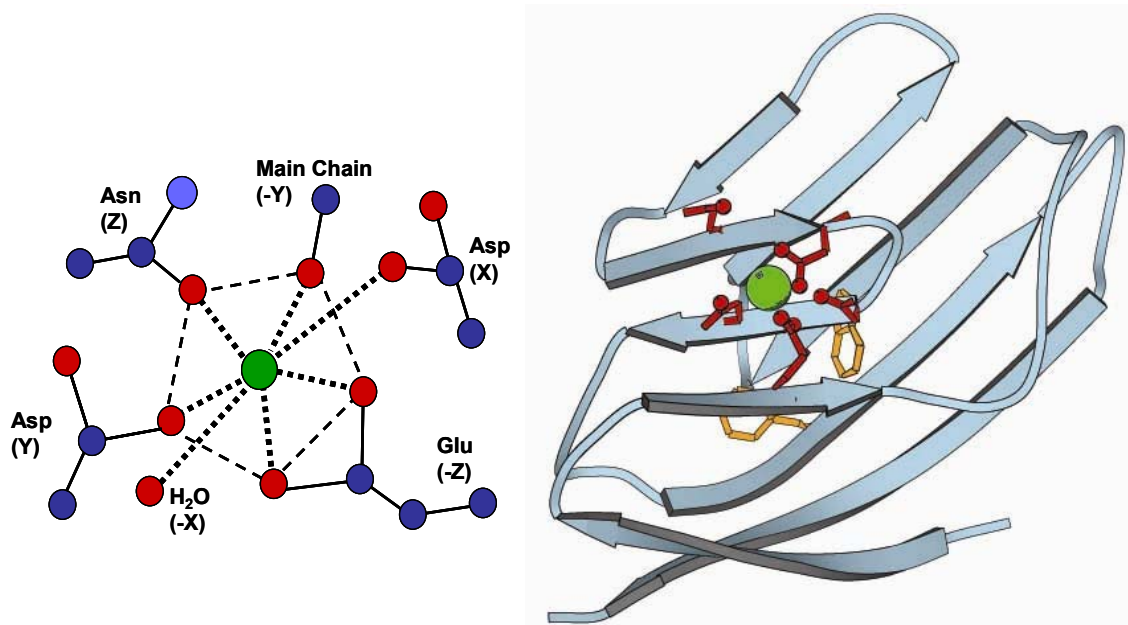 Main Chain
(-Y)
Asn
(Z)
Asp
(X)
Asp
(Y)
Glu
(-Z)
H₂O
(-X)